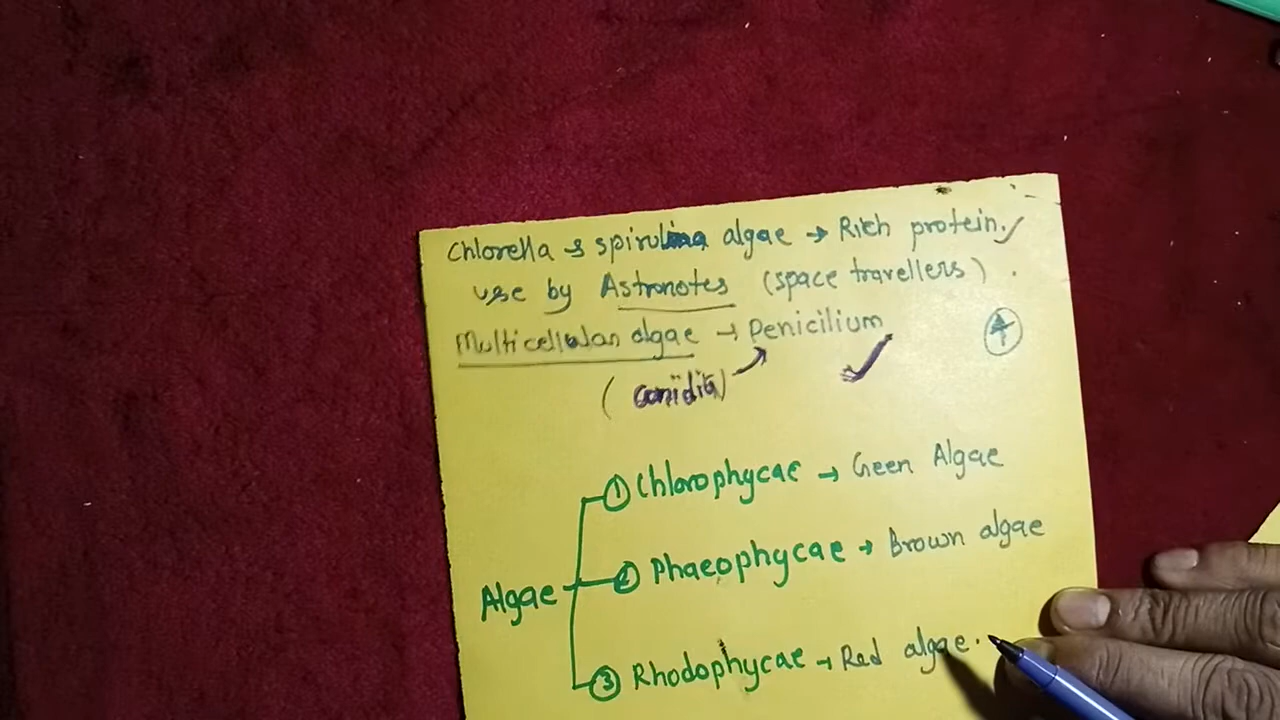 Chlorella & spirulina algae → Rich protein.
use by Astronotes (space travellers).
Multicellular algae → Penicilium
(conidia)
① Chlorophycae → Geen Algae
② Phaeophycae → Brown algae
Algae
③ Rhodophycae → Red algae.